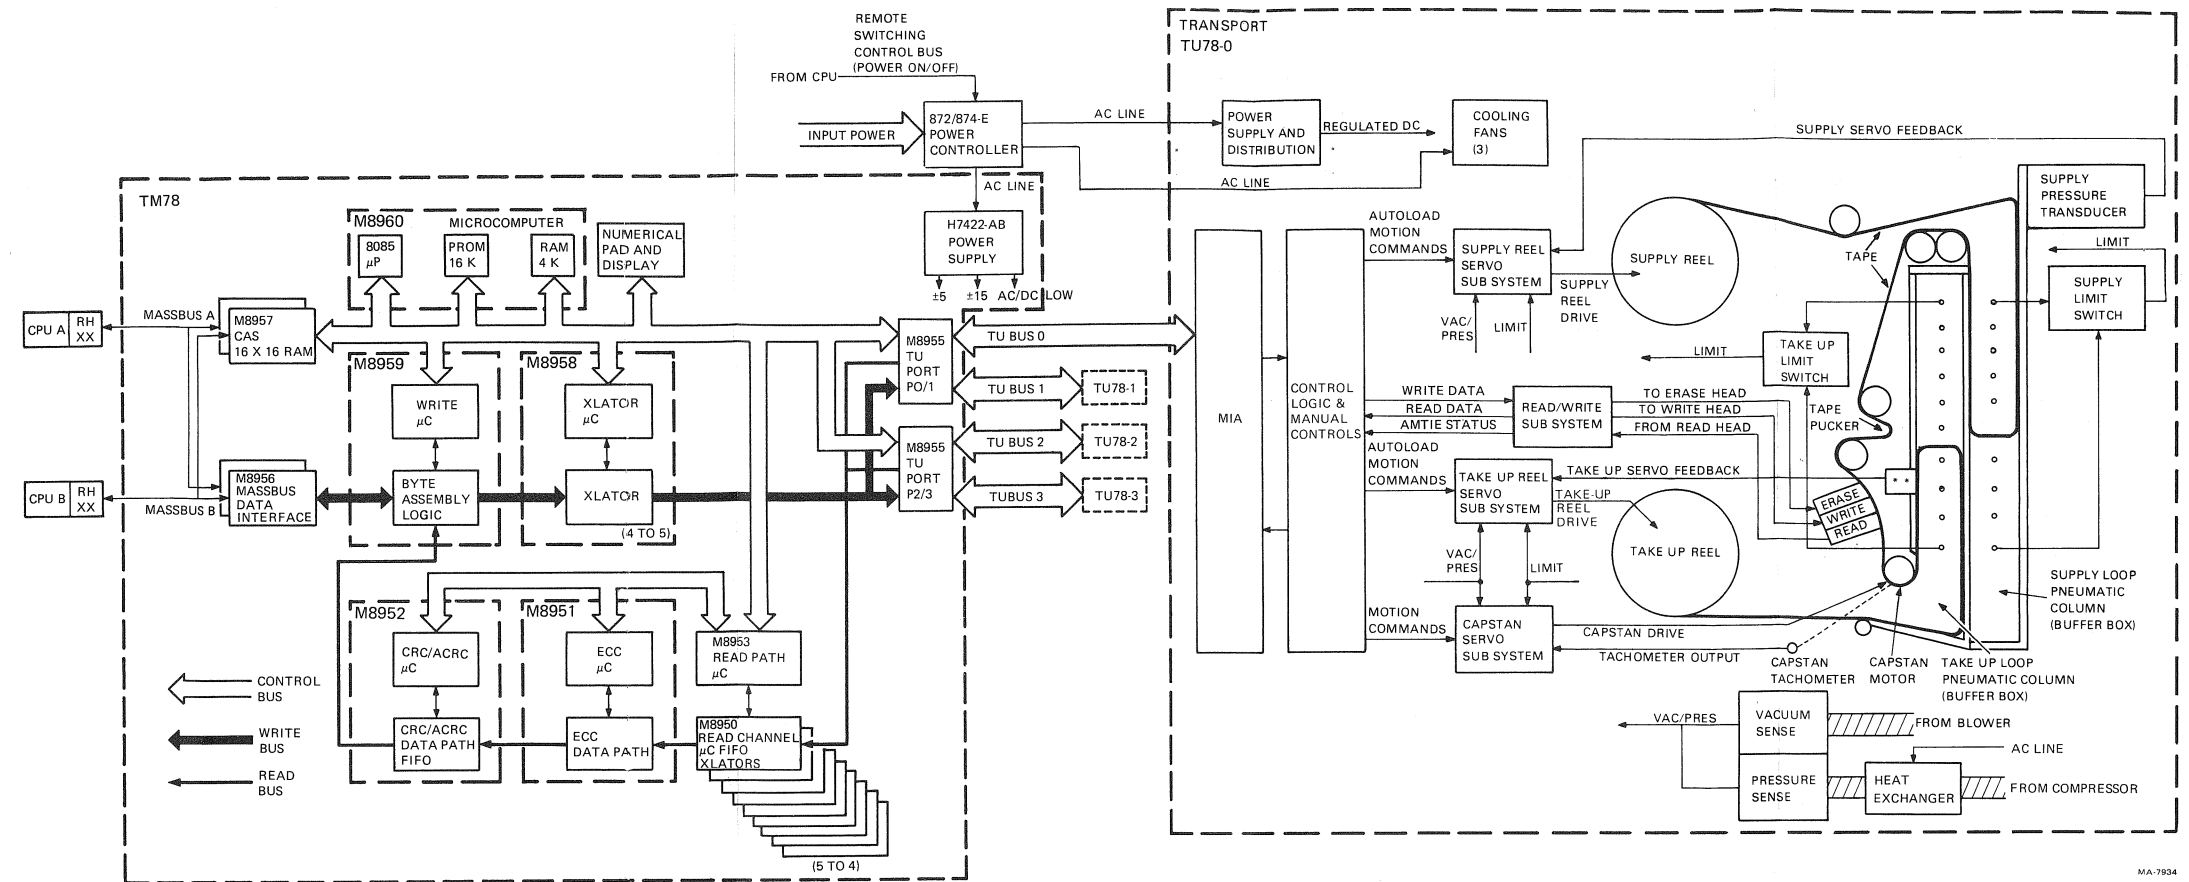 REMOTE
SWITCHING
CONTROL BUS
(POWER ON/OFF)
FROM CPU
INPUT POWER
872/874-E
POWER
CONTROLLER
AC LINE
AC LINE
AC LINE
H7422-AB
POWER
SUPPLY
±5
±15
AC/DC LOW
TM78
M8960
MICROCOMPUTER
8085
µP
PROM
16 K
RAM
4 K
NUMERICAL
PAD AND
DISPLAY
CPU A
RH
XX
MASSBUS A
M8957
CAS
16 X 16 RAM
CPU B
RH
XX
MASSBUS B
M8956
MASSBUS
DATA
INTERFACE
M8959
WRITE
µC
BYTE
ASSEMBLY
LOGIC
M8958
XLATOR
µC
XLATOR
(4 TO 5)
M8955
TU
PORT
PO/1
M8955
TU
PORT
P2/3
TU BUS 0
TU BUS 1
TU BUS 2
TUBUS 3
TU78-1
TU78-2
TU78-3
M8952
CRC/ACRC
µC
CRC/ACRC
DATA PATH
FIFO
M8951
ECC
µC
ECC
DATA PATH
M8953
READ PATH
µC
M8950
READ CHANNEL
µC FIFO
XLATORS
(5 TO 4)
CONTROL
BUS
WRITE
BUS
READ
BUS
TRANSPORT
TU78-0
POWER
SUPPLY AND
DISTRIBUTION
REGULATED DC
COOLING
FANS
(3)
SUPPLY SERVO FEEDBACK
SUPPLY
PRESSURE
TRANSDUCER
LIMIT
SUPPLY
LIMIT
SWITCH
MIA
CONTROL
LOGIC &
MANUAL
CONTROLS
AUTOLOAD
MOTION
COMMANDS
SUPPLY REEL
SERVO
SUB SYSTEM
SUPPLY
REEL
DRIVE
VAC/
PRES
LIMIT
SUPPLY REEL
TAPE
LIMIT
TAKE UP
LIMIT
SWITCH
WRITE DATA
READ DATA
AMTIE STATUS
READ/WRITE
SUB SYSTEM
TO ERASE HEAD
TO WRITE HEAD
FROM READ HEAD
TAPE
PUCKER
AUTOLOAD
MOTION
COMMANDS
TAKE UP REEL
SERVO
SUB SYSTEM
TAKE UP SERVO FEEDBACK
TAKE-UP
REEL
DRIVE
TAKE UP REEL
* *
ERASE
WRITE
READ
VAC/
PRES
LIMIT
MOTION
COMMANDS
CAPSTAN
SERVO
SUB SYSTEM
CAPSTAN DRIVE
TACHOMETER OUTPUT
CAPSTAN
TACHOMETER
CAPSTAN
MOTOR
TAKE UP LOOP
PNEUMATIC COLUMN
(BUFFER BOX)
SUPPLY LOOP
PNEUMATIC
COLUMN
(BUFFER BOX)
VAC/PRES
VACUUM
SENSE
FROM BLOWER
AC LINE
PRESSURE
SENSE
HEAT
EXCHANGER
FROM COMPRESSOR
MA-7934